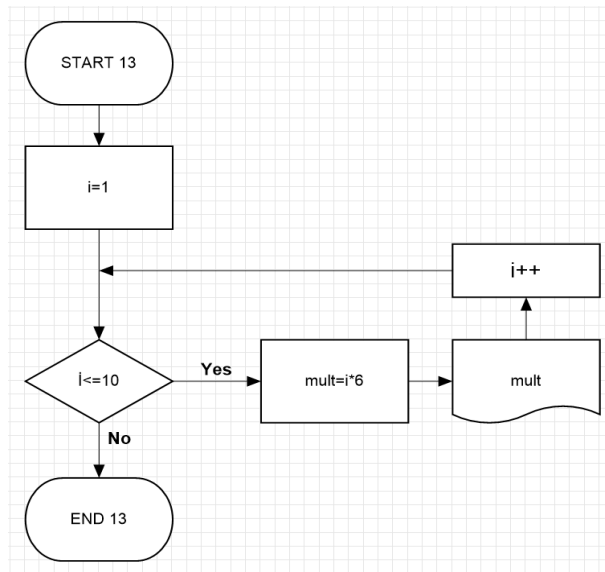 START 13
i=1
i++
İ<=10
Yes
mult=i*6
mult
No
END 13